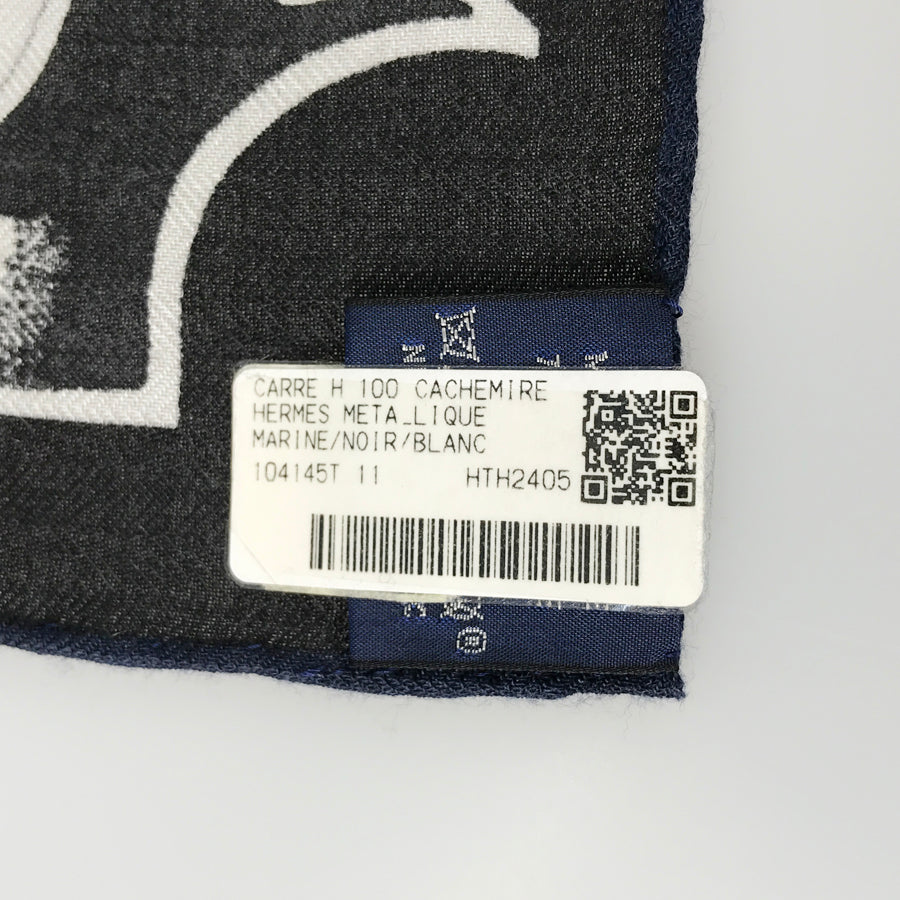 CARRE H 100 CACHEMIRE
HERMES META_LIQUE
MARINE/NOIR/BLANC
104145T 11 HTH2405